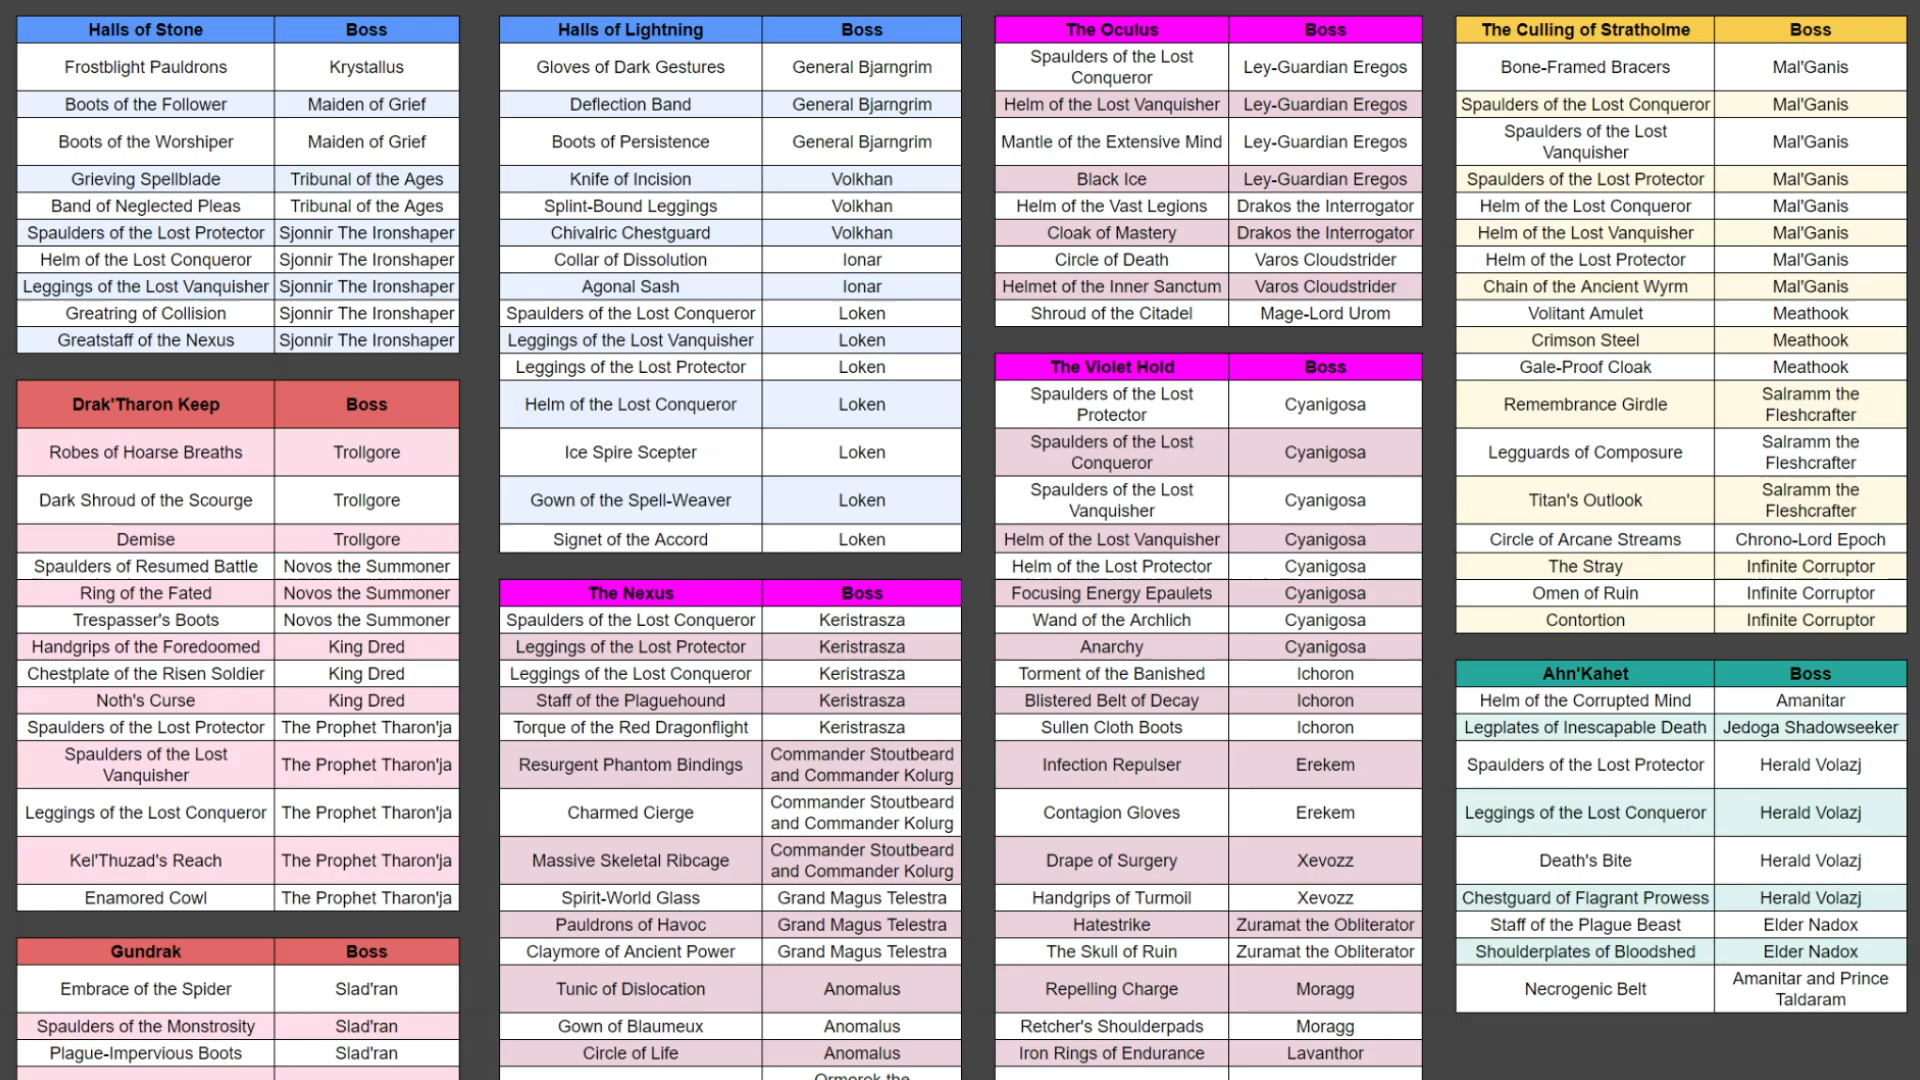 Halls of Stone Boss
Frostblight Pauldrons Krystallus
Boots of the Follower Maiden of Grief
Boots of the Worshiper Maiden of Grief
Grieving Spellblade Tribunal of the Ages
Band of Neglected Pleas Tribunal of the Ages
Spaulders of the Lost Protector Sjonnir The Ironshaper
Helm of the Lost Conqueror Sjonnir The Ironshaper
Leggings of the Lost Vanquisher Sjonnir The Ironshaper
Greatring of Collision Sjonnir The Ironshaper
Greatstaff of the Nexus Sjonnir The Ironshaper
Drak'Tharon Keep Boss
Robes of Hoarse Breaths Trollgore
Dark Shroud of the Scourge Trollgore
Demise Trollgore
Spaulders of Resumed Battle Novos the Summoner
Ring of the Fated Novos the Summoner
Trespasser's Boots Novos the Summoner
Handgrips of the Foredoomed King Dred
Chestplate of the Risen Soldier King Dred
Noth's Curse King Dred
Spaulders of the Lost Protector The Prophet Tharon'ja
Spaulders of the Lost
Vanquisher The Prophet Tharon'ja
Leggings of the Lost Conqueror The Prophet Tharon'ja
Kel'Thuzad's Reach The Prophet Tharon'ja
Enamored Cowl The Prophet Tharon'ja
Gundrak Boss
Embrace of the Spider Slad'ran
Spaulders of the Monstrosity Slad'ran
Plague-Impervious Boots Slad'ran
Halls of Lightning Boss
Gloves of Dark Gestures General Bjarngrim
Deflection Band General Bjarngrim
Boots of Persistence General Bjarngrim
Knife of Incision Volkhan
Splint-Bound Leggings Volkhan
Chivalric Chestguard Volkhan
Collar of Dissolution Ionar
Agonal Sash Ionar
Spaulders of the Lost Conqueror Loken
Leggings of the Lost Vanquisher Loken
Leggings of the Lost Protector Loken
Helm of the Lost Conqueror Loken
Ice Spire Scepter Loken
Gown of the Spell-Weaver Loken
Signet of the Accord Loken
The Nexus Boss
Spaulders of the Lost Conqueror Keristrasza
Leggings of the Lost Protector Keristrasza
Leggings of the Lost Conqueror Keristrasza
Staff of the Plaguehound Keristrasza
Torque of the Red Dragonflight Keristrasza
Resurgent Phantom Bindings Commander Stoutbeard
and Commander Kolurg
Charmed Cierge Commander Stoutbeard
and Commander Kolurg
Massive Skeletal Ribcage Commander Stoutbeard
and Commander Kolurg
Spirit-World Glass Grand Magus Telestra
Pauldrons of Havoc Grand Magus Telestra
Claymore of Ancient Power Grand Magus Telestra
Tunic of Dislocation Anomalus
Gown of Blaumeux Anomalus
Circle of Life Anomalus
Ormorok the
The Oculus Boss
Spaulders of the Lost
Conqueror Ley-Guardian Eregos
Helm of the Lost Vanquisher Ley-Guardian Eregos
Mantle of the Extensive Mind Ley-Guardian Eregos
Black Ice Ley-Guardian Eregos
Helm of the Vast Legions Drakos the Interrogator
Cloak of Mastery Drakos the Interrogator
Circle of Death Varos Cloudstrider
Helmet of the Inner Sanctum Varos Cloudstrider
Shroud of the Citadel Mage-Lord Urom
The Violet Hold Boss
Spaulders of the Lost
Protector Cyanigosa
Spaulders of the Lost
Conqueror Cyanigosa
Spaulders of the Lost
Vanquisher Cyanigosa
Helm of the Lost Vanquisher Cyanigosa
Helm of the Lost Protector Cyanigosa
Focusing Energy Epaulets Cyanigosa
Wand of the Archlich Cyanigosa
Anarchy Cyanigosa
Torment of the Banished Ichoron
Blistered Belt of Decay Ichoron
Sullen Cloth Boots Ichoron
Infection Repulser Erekem
Contagion Gloves Erekem
Drape of Surgery Xevozz
Handgrips of Turmoil Xevozz
Hatestrike Zuramat the Obliterator
The Skull of Ruin Zuramat the Obliterator
Repelling Charge Moragg
Retcher's Shoulderpads Moragg
Iron Rings of Endurance Lavanthor
The Culling of Stratholme Boss
Bone-Framed Bracers Mal'Ganis
Spaulders of the Lost Conqueror Mal'Ganis
Spaulders of the Lost
Vanquisher Mal'Ganis
Spaulders of the Lost Protector Mal'Ganis
Helm of the Lost Conqueror Mal'Ganis
Helm of the Lost Vanquisher Mal'Ganis
Helm of the Lost Protector Mal'Ganis
Chain of the Ancient Wyrm Mal'Ganis
Volitant Amulet Meathook
Crimson Steel Meathook
Gale-Proof Cloak Meathook
Remembrance Girdle Salramm the
Fleshcrafter
Legguards of Composure Salramm the
Fleshcrafter
Titan's Outlook Salramm the
Fleshcrafter
Circle of Arcane Streams Chrono-Lord Epoch
The Stray Infinite Corruptor
Omen of Ruin Infinite Corruptor
Contortion Infinite Corruptor
Ahn'Kahet Boss
Helm of the Corrupted Mind Amanitar
Legplates of Inescapable Death Jedoga Shadowseeker
Spaulders of the Lost Protector Herald Volazj
Leggings of the Lost Conqueror Herald Volazj
Death's Bite Herald Volazj
Chestguard of Flagrant Prowess Herald Volazj
Staff of the Plague Beast Elder Nadox
Shoulderplates of Bloodshed Elder Nadox
Necrogenic Belt Amanitar and Prince
Taldaram